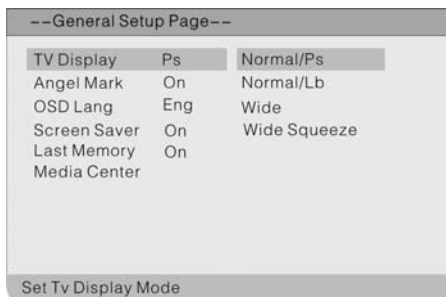 --General Setup Page--
TV Display Ps Normal/Ps
Angel Mark On Normal/Lb
OSD Lang Eng Wide
Screen Saver On Wide Squeeze
Last Memory On
Media Center
Set Tv Display Mode